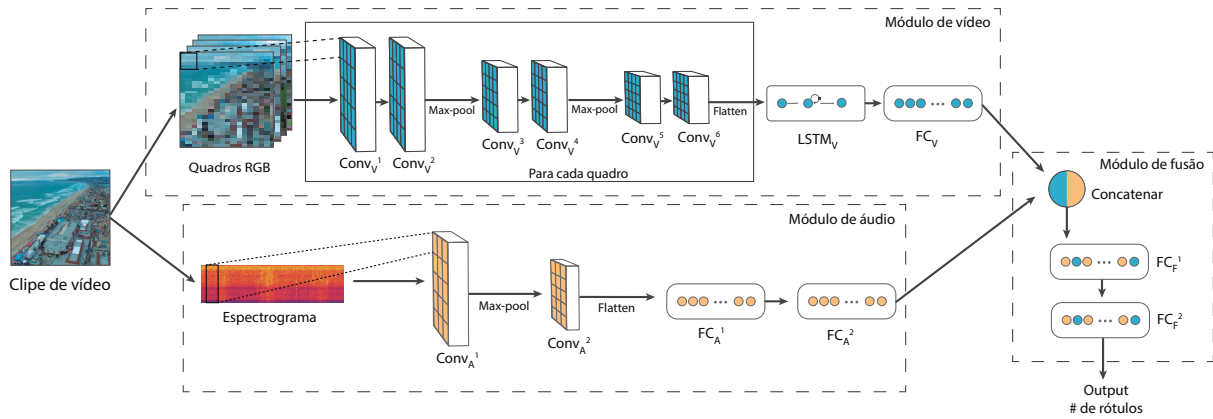 Módulo de vídeo
Quadros RGB
Conv_V^1
Conv_V^2
Max-pool
Conv_V^3
Conv_V^4
Max-pool
Conv_V^5
Conv_V^6
Flatten
LSTM_V
FC_V
Para cada quadro
Clipe de vídeo
Módulo de áudio
Espectrograma
Conv_A^1
Max-pool
Conv_A^2
Flatten
FC_A^1
FC_A^2
Módulo de fusão
Concatenar
FC_F^1
FC_F^2
Output
# de rótulos